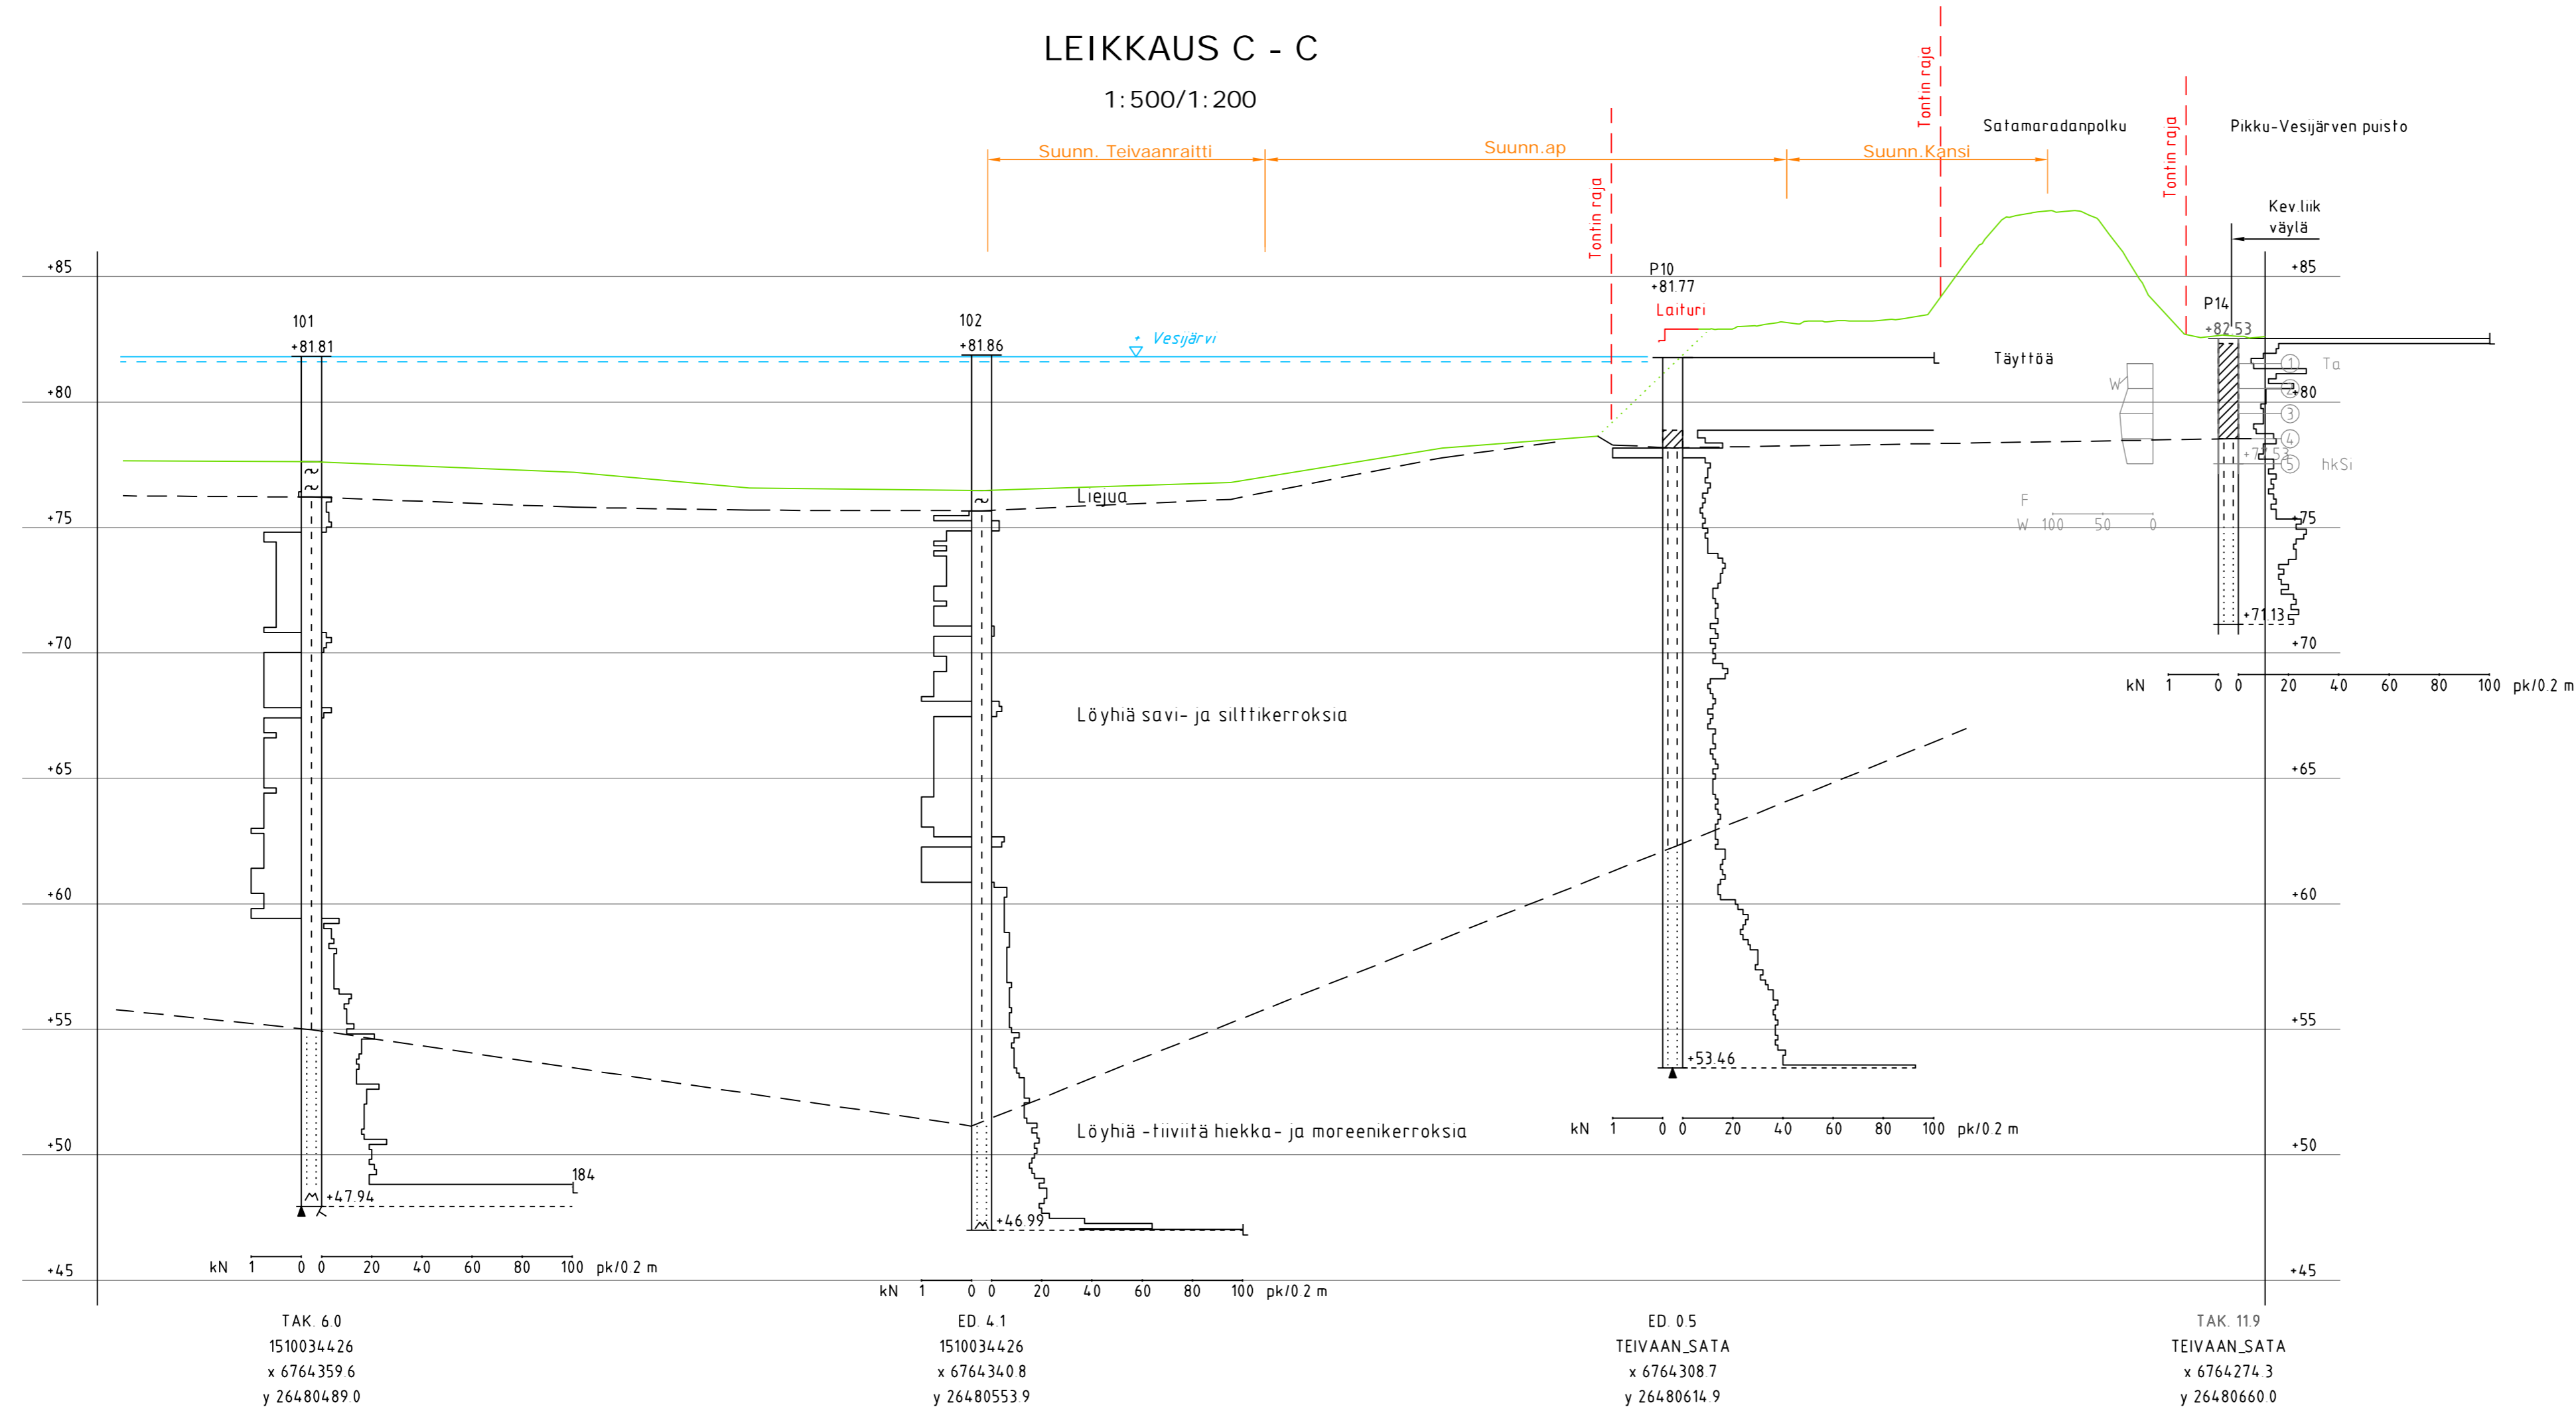 LEIKKAUS C - C
1:500/1:200
Suunn. Teivaanraitti
Suunn.ap
Suunn.Kansi
Tontin raja
Tontin raja
Tontin raja
Satamaradanpolku
Pikku-Vesijärven puisto
Kev.liik
väylä
+85
+80
+75
+70
+65
+60
+55
+50
+45
101
+81.81
102
+81.86
Vesijärvi
P10
+81.77
Laituri
Täyttöä
P14
+82.53
+85
+80
+75
+70
+65
+60
+55
+50
+45
W
1
2
3
4
5
Ta
hkSi
F
W 100 50 0
+71.13
kN 1 0 0 20 40 60 80 100 pk/0.2 m
Liejua
Löyhiä savi- ja silttikerroksia
Löyhiä -tiiviitä hiekka- ja moreenikerroksia
+53.46
kN 1 0 0 20 40 60 80 100 pk/0.2 m
184
+47.94
kN 1 0 0 20 40 60 80 100 pk/0.2 m
+46.99
kN 1 0 0 20 40 60 80 100 pk/0.2 m
TAK. 6.0
1510034426
x 6764359.6
y 26480489.0
ED. 4.1
1510034426
x 6764340.8
y 26480553.9
ED. 0.5
TEIVAAN_SATA
x 6764308.7
y 26480614.9
TAK. 11.9
TEIVAAN_SATA
x 6764274.3
y 26480660.0